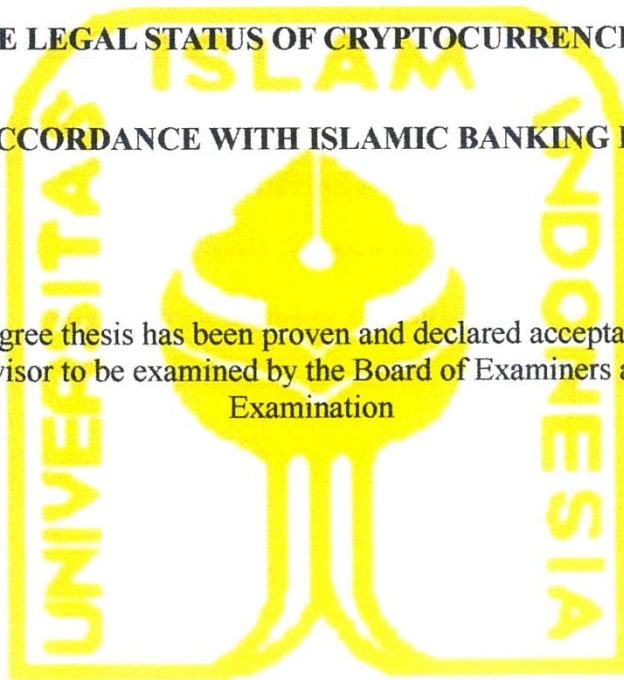 E LEGAL STATUS OF CRYPTOCURRENC
ISLAM
CCORDANCE WITH ISLAMIC BANKING
UNIVERSITAS
INDONESIA
gree thesis has been proven and declared accepta
visor to be examined by the Board of Examiners a
Examination